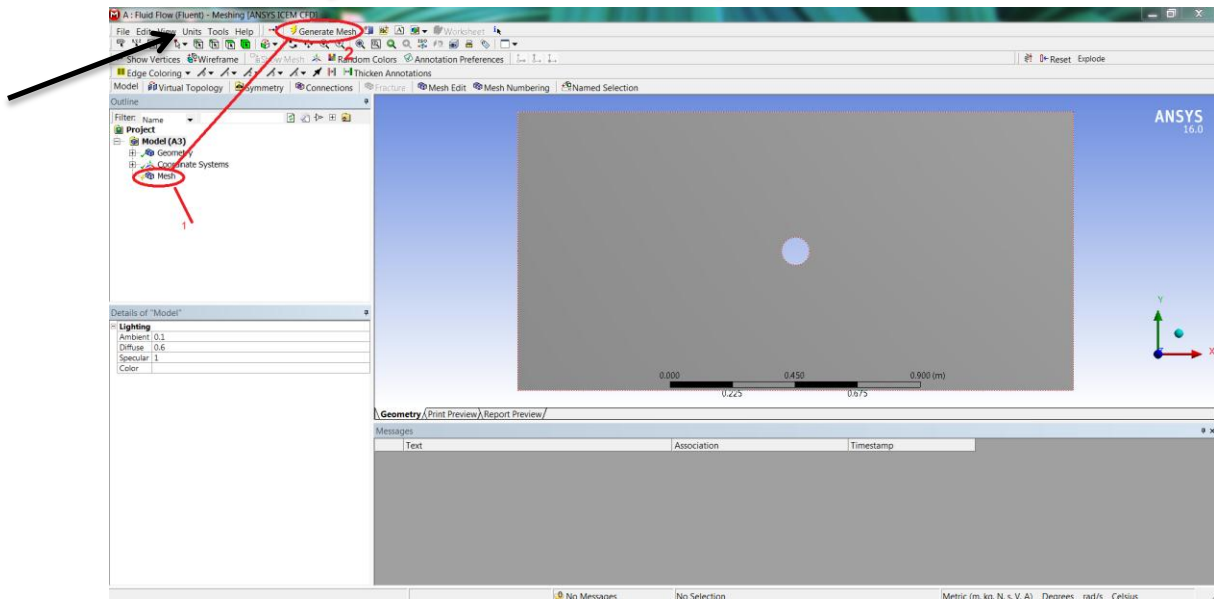 A : Fluid Flow (Fluent) - Meshing [ANSYS ICEM CFD]
File Edit View Units Tools Help Generate Mesh Worksheet
2
Show Vertices Wireframe Show Mesh Random Colors Annotation Preferences Reset Explode
Edge Coloring Thicken Annotations
Model Virtual Topology Symmetry Connections Fracture Mesh Edit Mesh Numbering Named Selection
Outline
Filter: Name
Project
Model (A3)
Geometry
Coordinate Systems
Mesh
1
ANSYS
16.0
Y
X
0.000 0.450 0.900 (m)
0.225 0.675
Details of "Model"
Lighting
Ambient 0.1
Diffuse 0.6
Specular 1
Color
Geometry Print Preview Report Preview
Messages
Text Association Timestamp
No Messages No Selection Metric (m, kg, N, s, V, A) Degrees rad/s Celsius